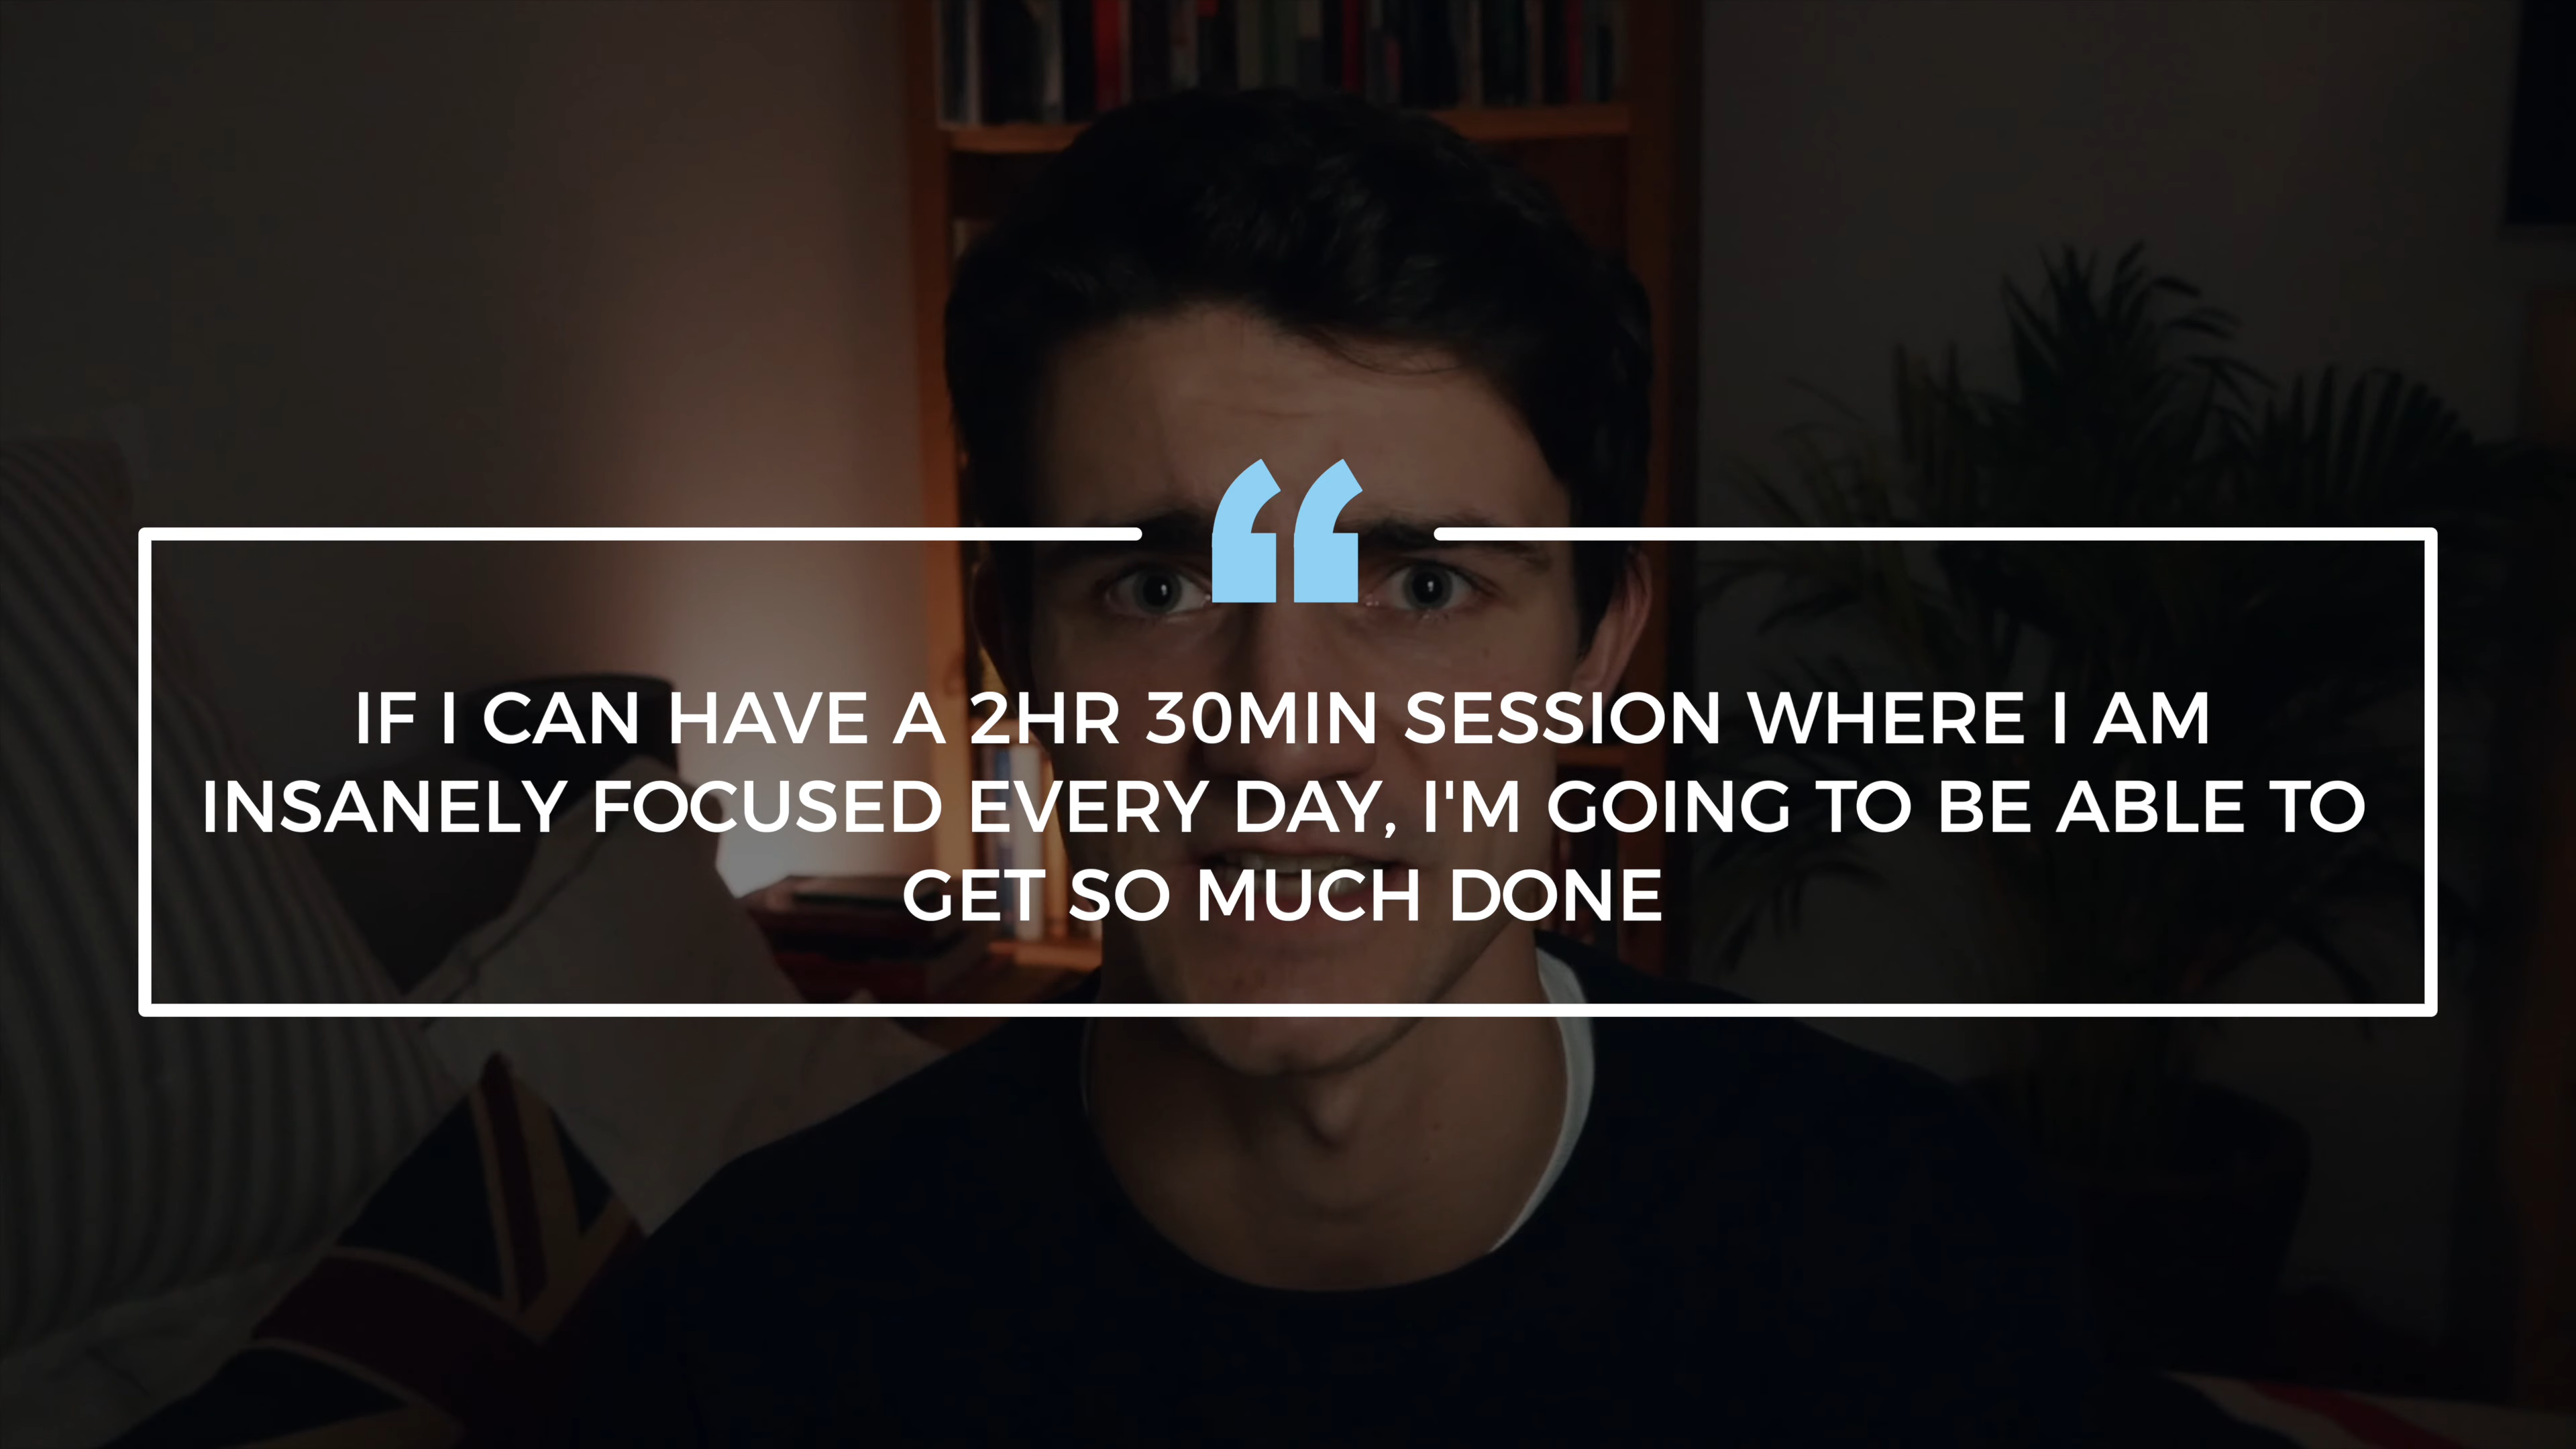 “
IF I CAN HAVE A 2HR 30MIN SESSION WHERE I AM
INSANELY FOCUSED EVERY DAY, I'M GOING TO BE ABLE TO
GET SO MUCH DONE